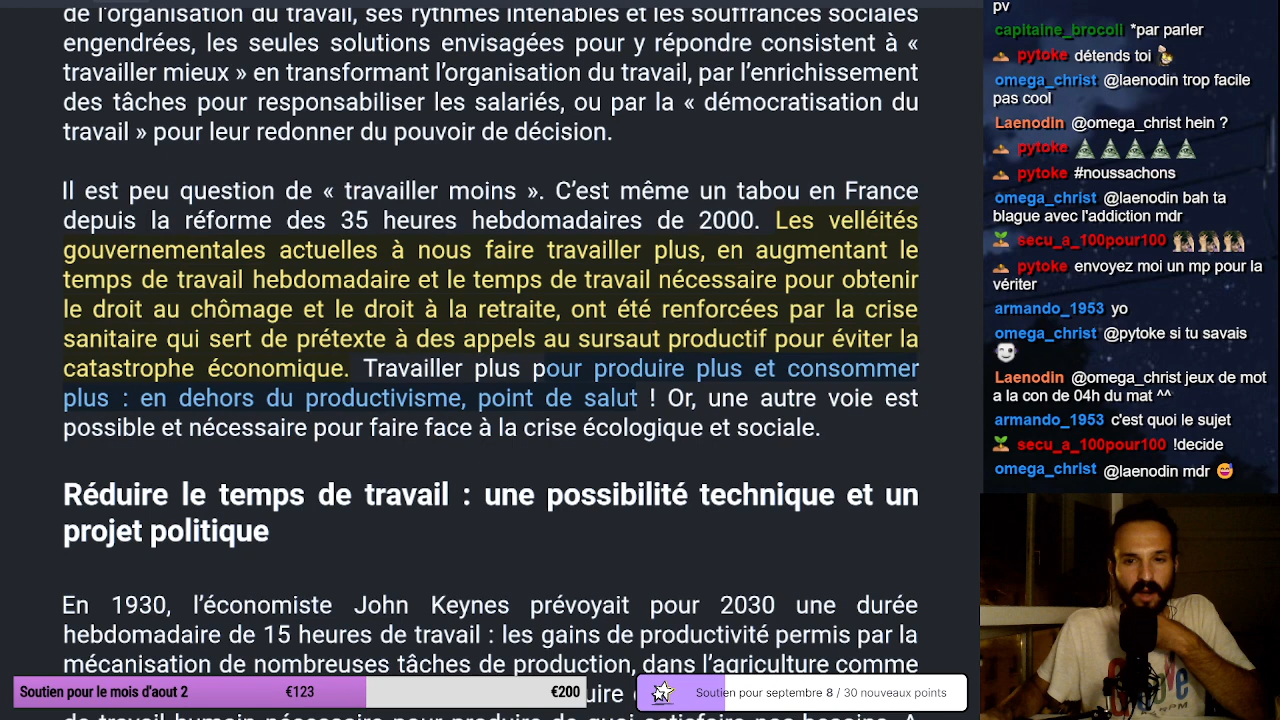 de l'organisation du travail, ses rythmes intenables et les souffrances sociales
engendrées, les seules solutions envisagées pour y répondre consistent à «
travailler mieux » en transformant l'organisation du travail, par l'enrichissement
des tâches pour responsabiliser les salariés, ou par la « démocratisation du
travail » pour leur redonner du pouvoir de décision.
Il est peu question de « travailler moins ». C'est même un tabou en France
depuis la réforme des 35 heures hebdomadaires de 2000. Les velléités
gouvernementales actuelles à nous faire travailler plus, en augmentant le
temps de travail hebdomadaire et le temps de travail nécessaire pour obtenir
le droit au chômage et le droit à la retraite, ont été renforcées par la crise
sanitaire qui sert de prétexte à des appels au sursaut productif pour éviter la
catastrophe économique. Travailler plus pour produire plus et consommer
plus : en dehors du productivisme, point de salut ! Or, une autre voie est
possible et nécessaire pour faire face à la crise écologique et sociale.
Réduire le temps de travail : une possibilité technique et un
projet politique
En 1930, l'économiste John Keynes prévoyait pour 2030 une durée
hebdomadaire de 15 heures de travail : les gains de productivité permis par la
mécanisation de nombreuses tâches de production, dans l'agriculture comme
Soutien pour le mois d'aout 2 €123 €200
Soutien pour septembre 8 / 30 nouveaux points
pv
capitaine_brocoli *par parler
pytoke détends toi
omega_christ @laenodin trop facile
pas cool
Laenodin @omega_christ hein ?
pytoke
pytoke #noussachons
omega_christ @laenodin bah ta
blague avec l'addiction mdr
secu_a_100pour100
pytoke envoyez moi un mp pour la
vériter
armando_1953 yo
omega_christ @pytoke si tu savais
Laenodin @omega_christ jeux de mot
a la con de 04h du mat ^^
armando_1953 c'est quoi le sujet
secu_a_100pour100 !decide
omega_christ @laenodin mdr